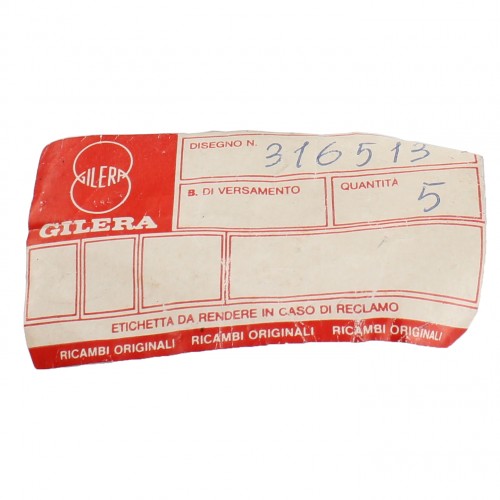 DISEGNO N. 316513
GILERA
B. DI VERSAMENTO
QUANTITA 5
GILERA
ETICHETTA DA RENDERE IN CASO DI RECLAMO
RICAMBI ORIGINALI RICAMBI ORIGINALI RICAMBI ORIGINALI